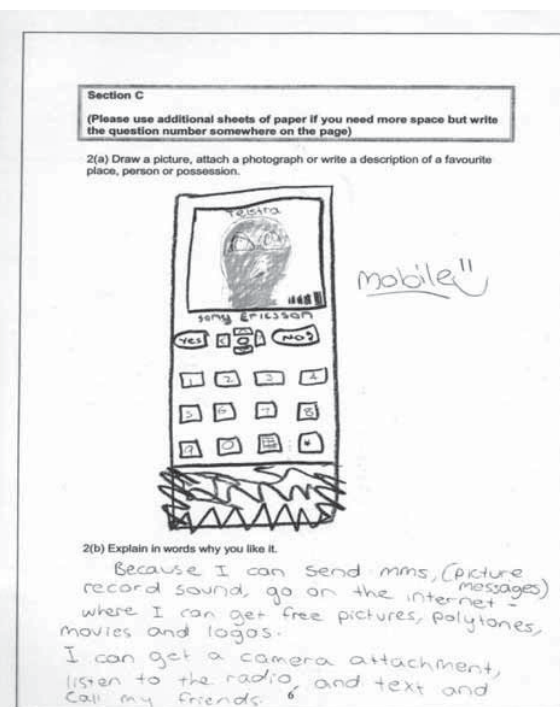 Section C
(Please use additional sheets of paper if you need more space but write
the question number somewhere on the page)
2(a) Draw a picture, attach a photograph or write a description of a favourite
place, person or possession.
Telstra
mobile
Sony Ericsson
Yes
No
1 2 3 4
5 6 7 8
9 0 *
2(b) Explain in words why you like it.
Because I can send mms, (picture
messages)
record sound, go on the internet -
where I can get free pictures, polytones,
movies and logos.
I can get a camera attachment,
listen to the radio, and text and
Call my friends.
6